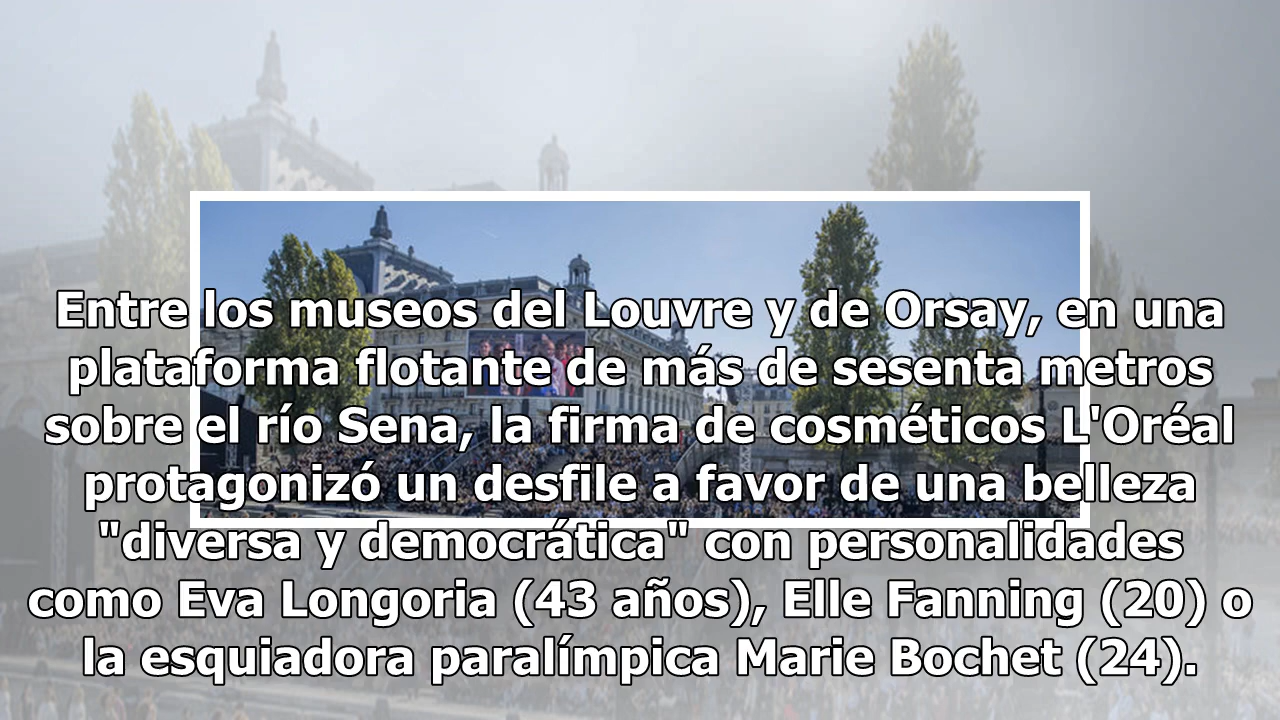 Entre los museos del Louvre y de Orsay, en una
plataforma flotante de más de sesenta metros
sobre el río Sena, la firma de cosméticos L'Oréal
protagonizó un desfile a favor de una belleza
"diversa y democrática" con personalidades
como Eva Longoria (43 años), Elle Fanning (20) o
la esquiadora paralímpica Marie Bochet (24).